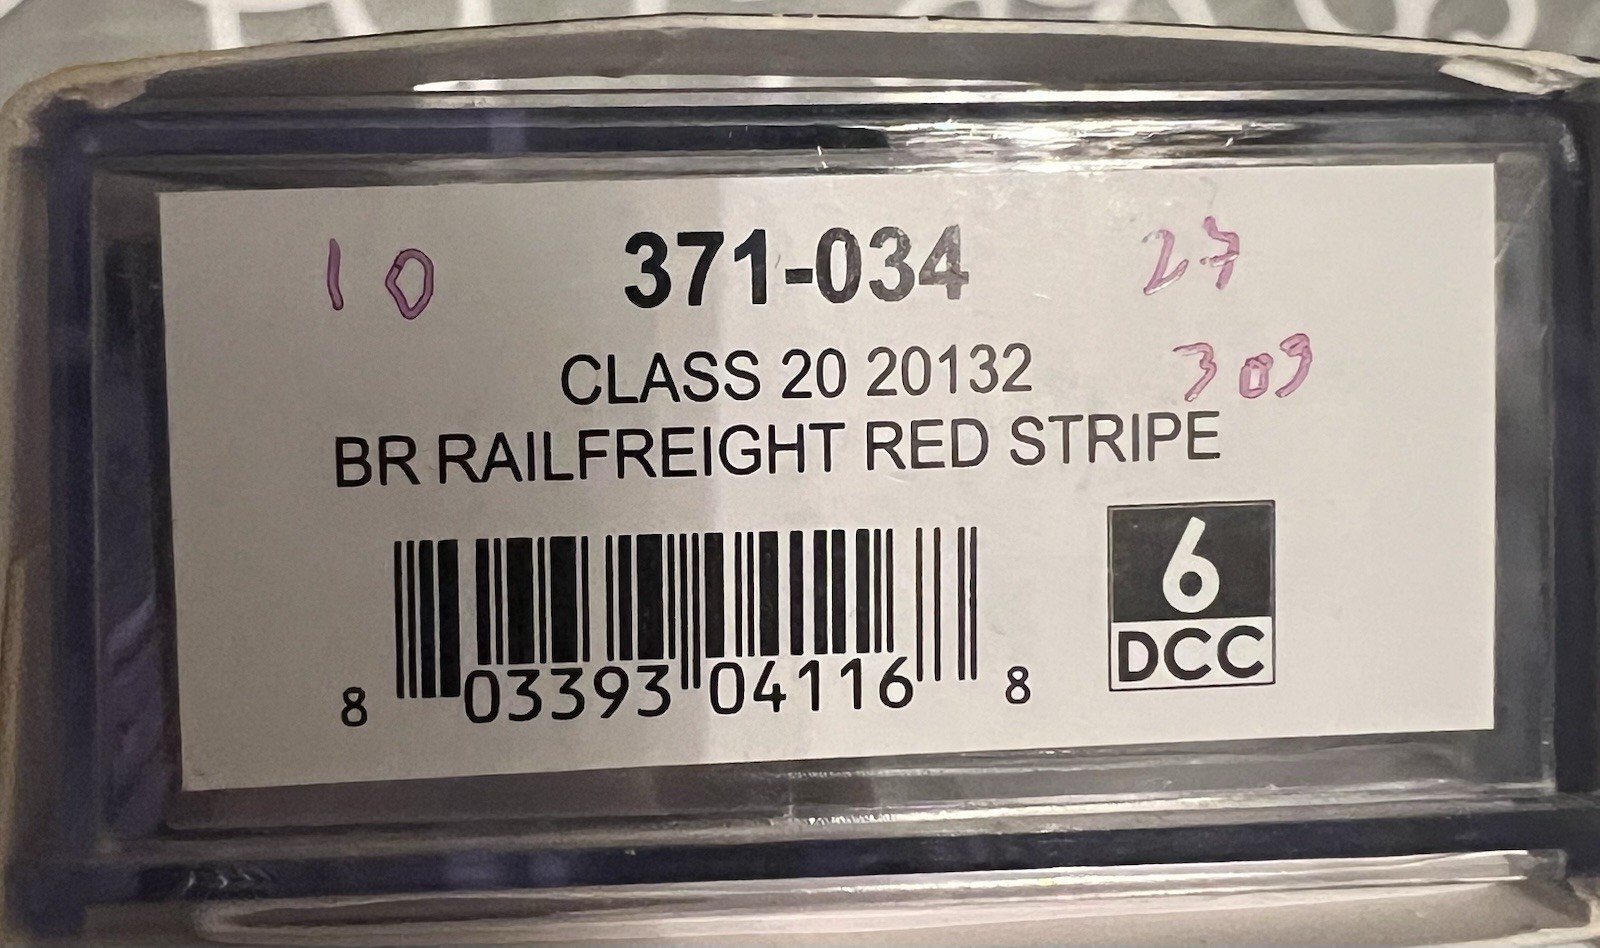 10 371-034 27
CLASS 20 20132 309
BR RAILFREIGHT RED STRIPE
6
DCC
8 03393 04116 8